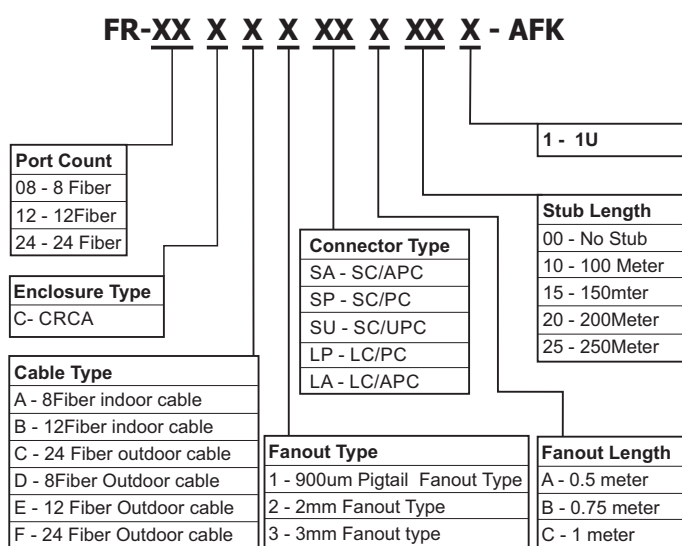 FR-XX X X X XX X XX X - AFK
1 - 1U
Port Count
08 - 8 Fiber
12 - 12Fiber
24 - 24 Fiber
Enclosure Type
C- CRCA
Cable Type
A - 8Fiber indoor cable
B - 12Fiber indoor cable
C - 24 Fiber outdoor cable
D - 8Fiber Outdoor cable
E - 12 Fiber Outdoor cable
F - 24 Fiber Outdoor cable
Connector Type
SA - SC/APC
SP - SC/PC
SU - SC/UPC
LP - LC/PC
LA - LC/APC
Fanout Type
1 - 900um Pigtail Fanout Type
2 - 2mm Fanout Type
3 - 3mm Fanout type
Stub Length
00 - No Stub
10 - 100 Meter
15 - 150mter
20 - 200Meter
25 - 250Meter
Fanout Length
A - 0.5 meter
B - 0.75 meter
C - 1 meter